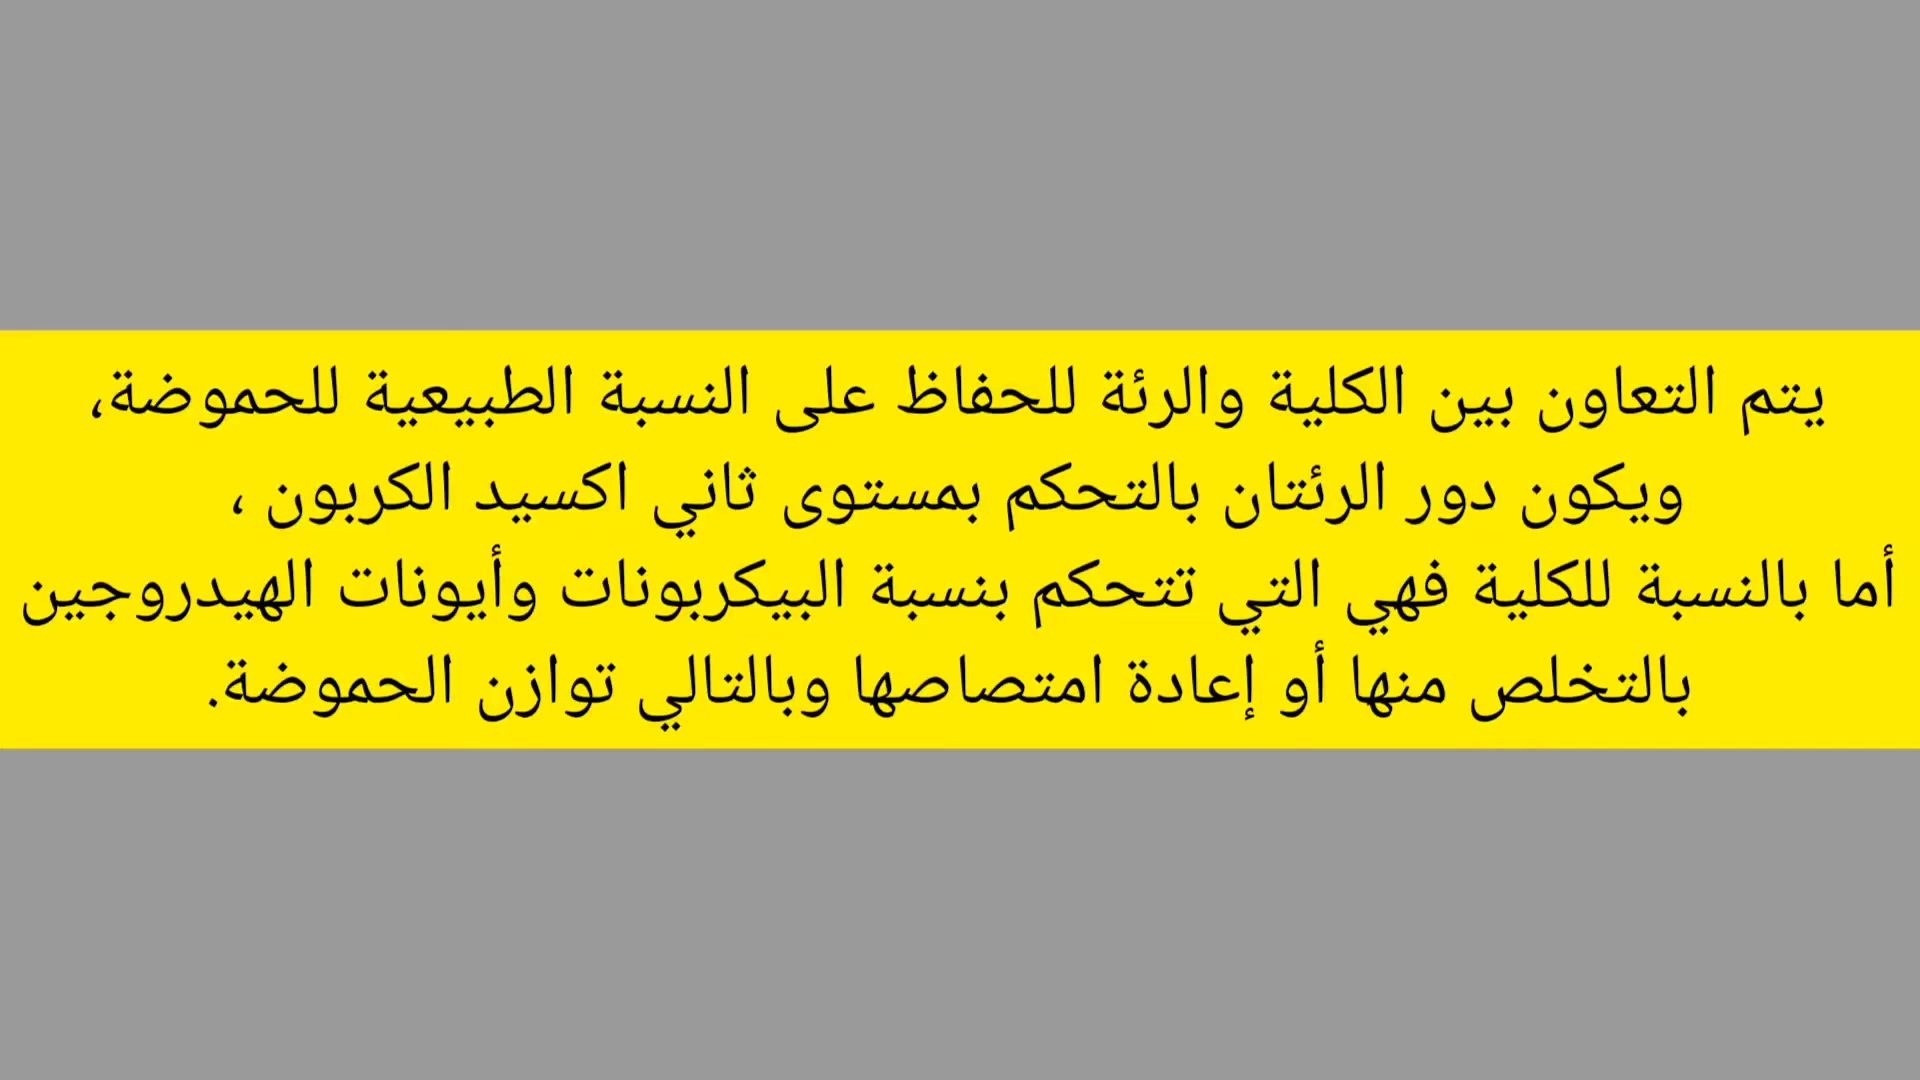 يتم التعاون بين الكلية والرئة للحفاظ على النسبة الطبيعية للحموضة،
ويكون دور الرئتان بالتحكم بمستوى ثاني اكسيد الكربون ،
أما بالنسبة للكلية فهي التي تتحكم بنسبة البيكربونات وأيونات الهيدروجين
بالتخلص منها أو إعادة امتصاصها وبالتالي توازن الحموضة.